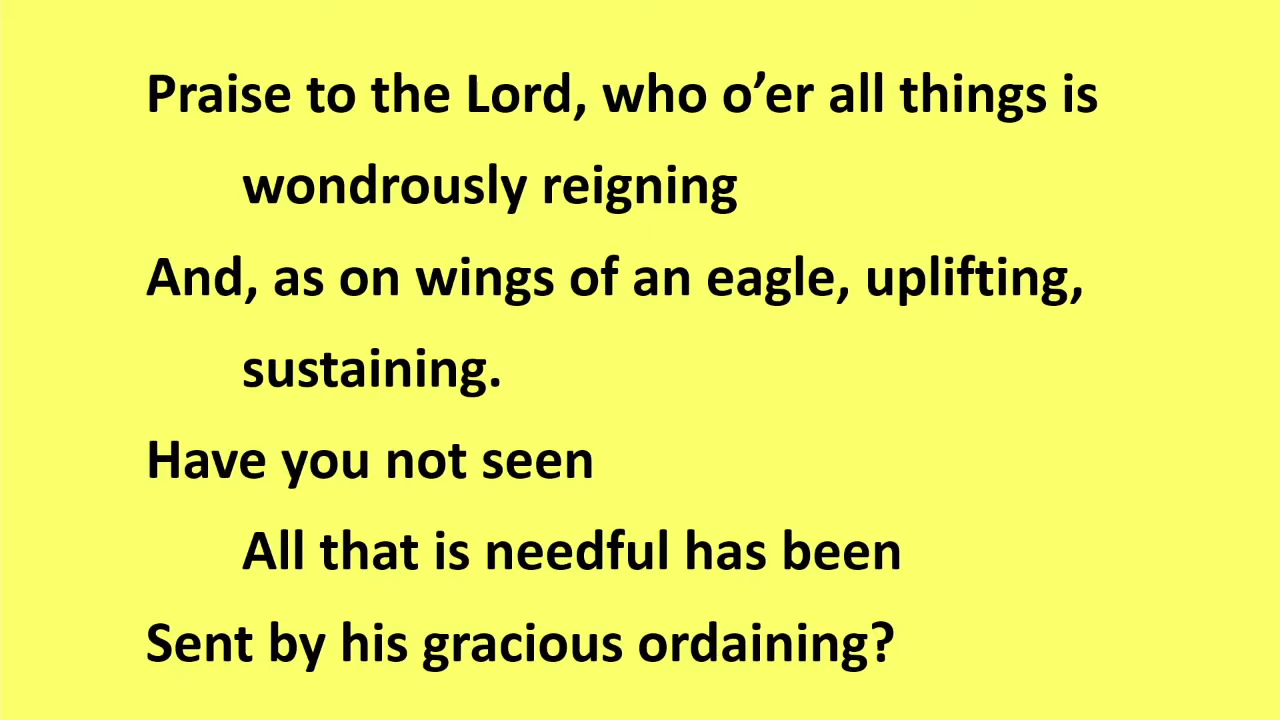 Praise to the Lord, who o’er all things is
wondrously reigning
And, as on wings of an eagle, uplifting,
sustaining.
Have you not seen
All that is needful has been
Sent by his gracious ordaining?